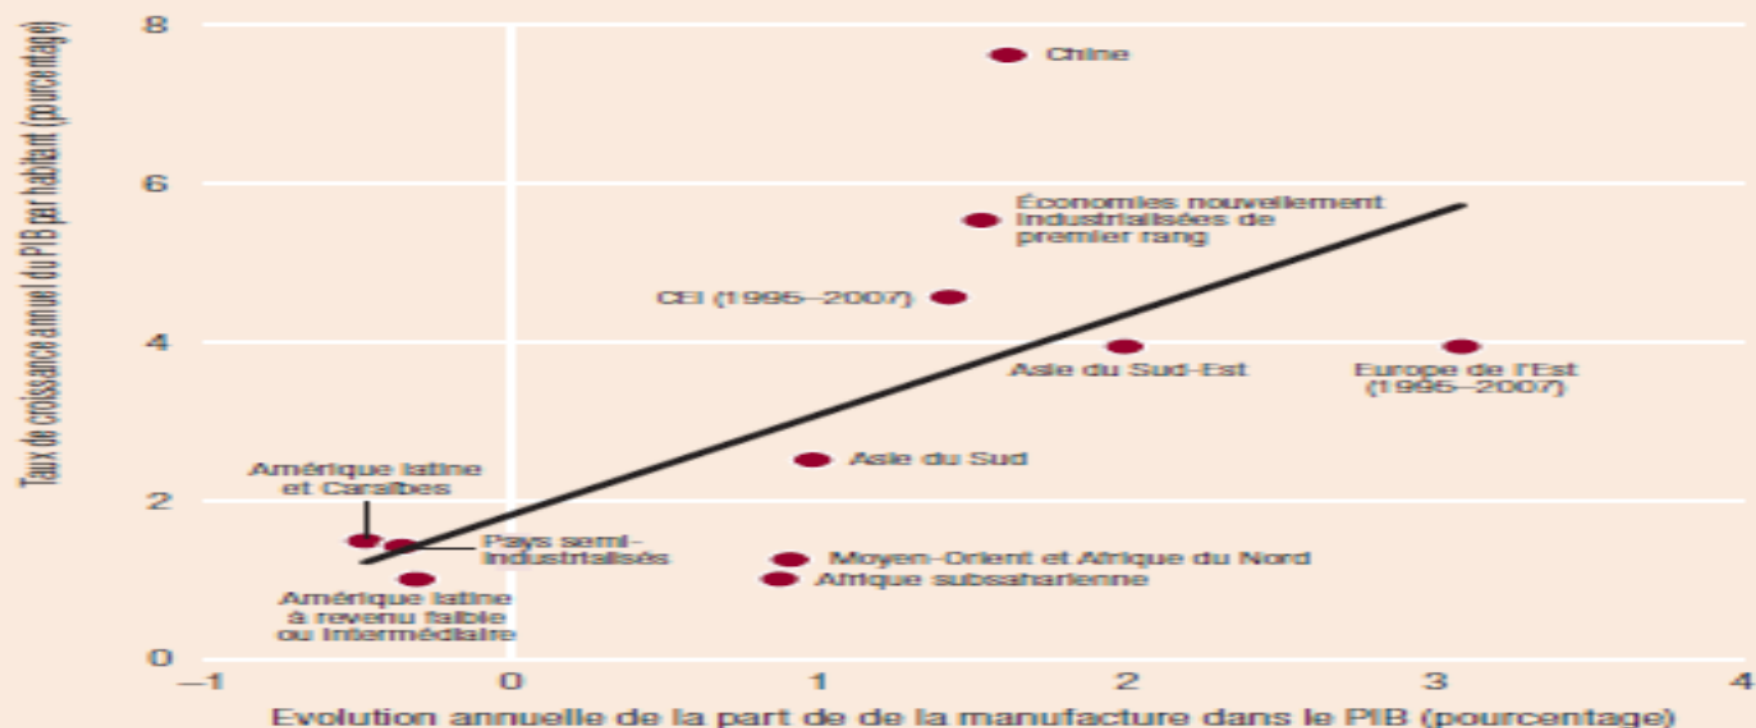 Taux de croissance annuel du PIB par habitant (pourcentage)
8
Chine
6
Économies nouvellement
industrialisées de
premier rang
CEI (1995–2007)
4
Asie du Sud-Est
Europe de l'Est
(1995–2007)
Asie du Sud
Amérique latine
et Caraïbes
2
Pays semi-
industrialisés
Moyen-Orient et Afrique du Nord
Afrique subsaharienne
Amérique latine
à revenu faible
ou intermédiaire
0
–1 0 1 2 3 4
Evolution annuelle de la part de de la manufacture dans le PIB (pourcentage)